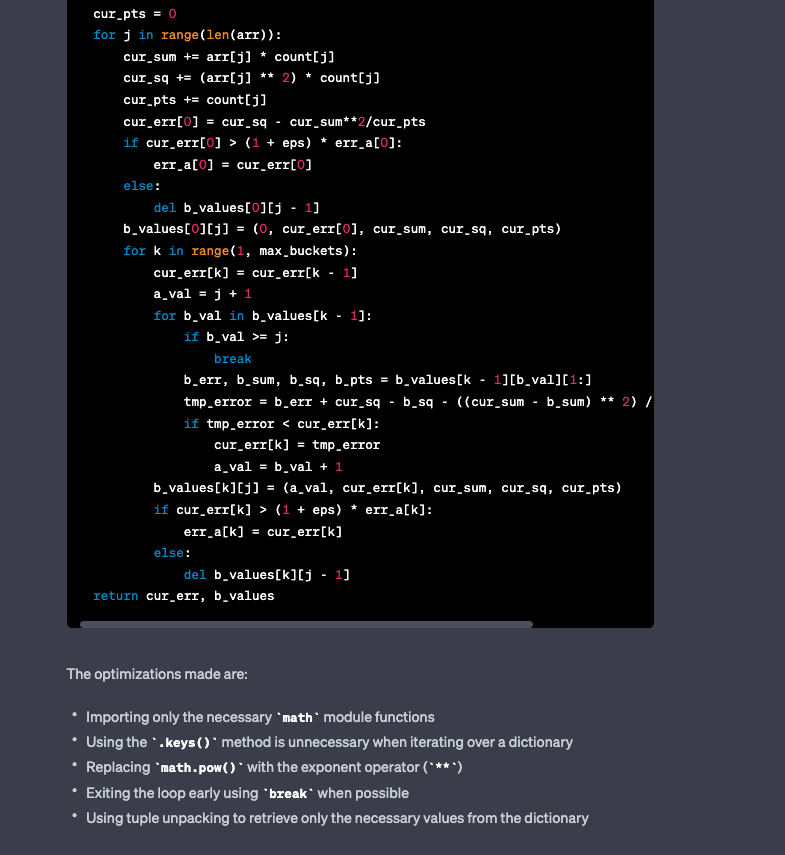 cur_pts = 0
for j in range(len(arr)):
    cur_sum += arr[j] * count[j]
    cur_sq += (arr[j] ** 2) * count[j]
    cur_pts += count[j]
    cur_err[0] = cur_sq - cur_sum**2/cur_pts
    if cur_err[0] > (1 + eps) * err_a[0]:
        err_a[0] = cur_err[0]
    else:
        del b_values[0][j - 1]
    b_values[0][j] = (0, cur_err[0], cur_sum, cur_sq, cur_pts)
    for k in range(1, max_buckets):
        cur_err[k] = cur_err[k - 1]
        a_val = j + 1
        for b_val in b_values[k - 1]:
            if b_val >= j:
                break
            b_err, b_sum, b_sq, b_pts = b_values[k - 1][b_val][1:]
            tmp_error = b_err + cur_sq - b_sq - ((cur_sum - b_sum) ** 2) /
            if tmp_error < cur_err[k]:
                cur_err[k] = tmp_error
                a_val = b_val + 1
        b_values[k][j] = (a_val, cur_err[k], cur_sum, cur_sq, cur_pts)
        if cur_err[k] > (1 + eps) * err_a[k]:
            err_a[k] = cur_err[k]
        else:
            del b_values[k][j - 1]
return cur_err, b_values
The optimizations made are:
• Importing only the necessary `math` module functions
• Using the `.keys()` method is unnecessary when iterating over a dictionary
• Replacing `math.pow()` with the exponent operator (`**`)
• Exiting the loop early using `break` when possible
• Using tuple unpacking to retrieve only the necessary values from the dictionary